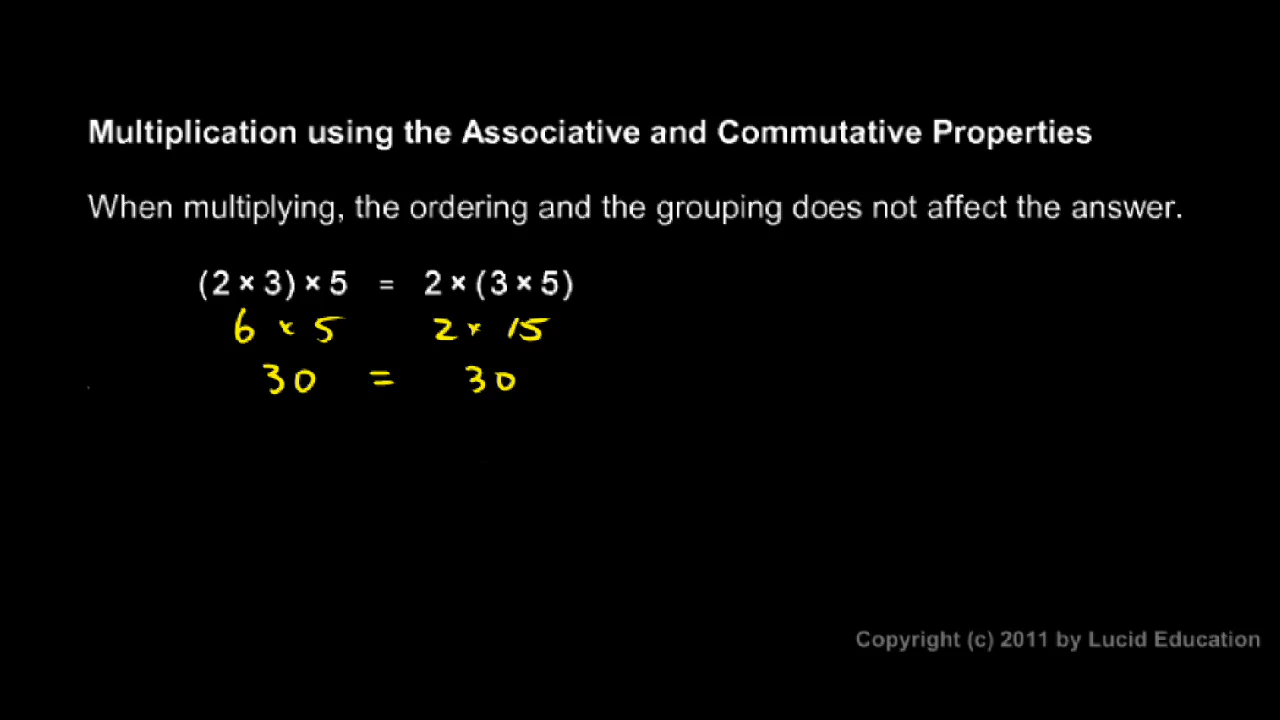 Multiplication using the Associative and Commutative Properties
When multiplying, the ordering and the grouping does not affect the answer.
(2 × 3) × 5 = 2 × (3 × 5)
6 × 5 2 × 15
30 = 30
Copyright (c) 2011 by Lucid Education